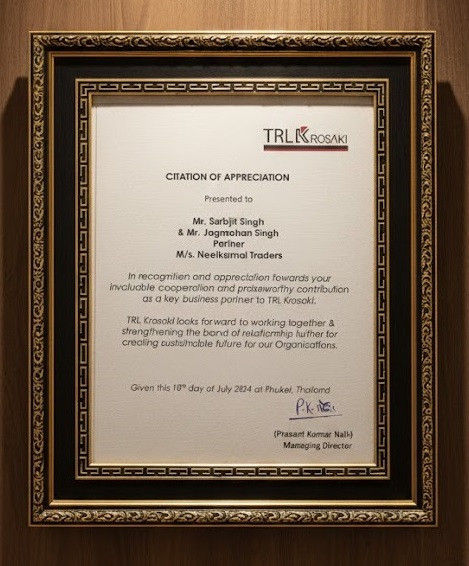 TRL KROSAKI
CITATION OF APPRECIATION
Presented to
Mr. Sarbjit Singh
& Mr. Jagmohan Singh
Partner
M/s. Neelksmal Traders
In recognition and appreciation towards your
invaluable cooperation and praiseworthy contribution
as a key business partner to TRL Krosaki.
TRL Krosaki looks forward to working together &
strengthening the bond of relationship further for
creating sustainable future for our Organisations.
Given this 10th day of July 2024 at Phuket, Thailand
(Prasant Kumar Naik)
Managing Director